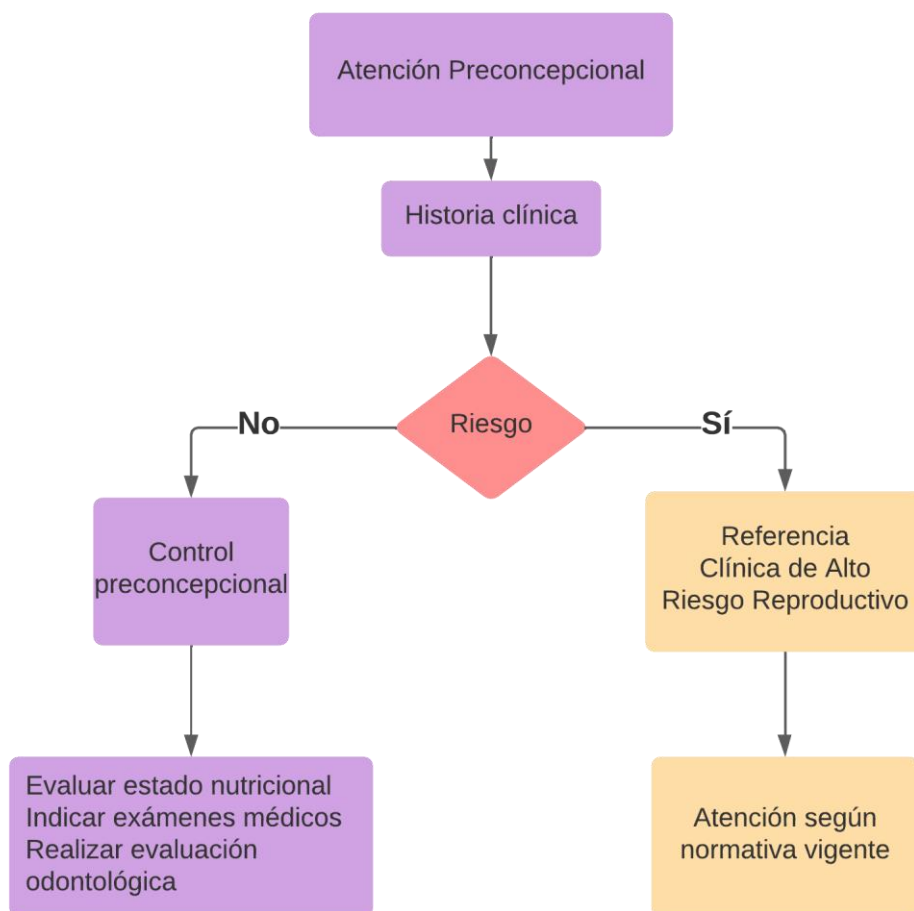 Atención Preconcepcional
Historia clínica
Riesgo
No
Sí
Control
preconcepcional
Referencia
Clínica de Alto
Riesgo Reproductivo
Evaluar estado nutricional
Indicar exámenes médicos
Realizar evaluación
odontológica
Atención según
normativa vigente